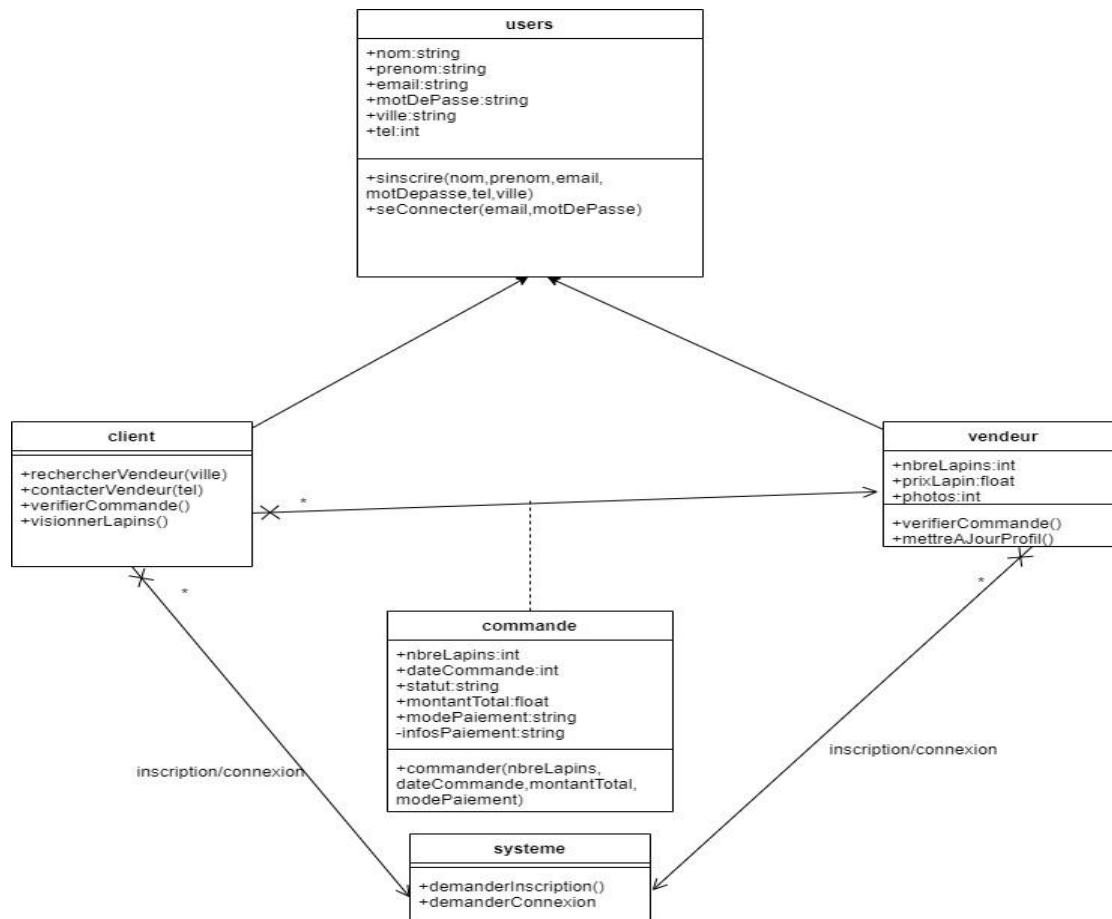 users
+nom:string
+prenom:string
+email:string
+motDePasse:string
+ville:string
+tel:int
+sinscrire(nom,prenom,email,
motDepasse,tel,ville)
+seConnecter(email,motDePasse)
client
+rechercherVendeur(ville)
+contacterVendeur(tel)
+verifierCommande()
+visionnerLapins()
*
vendeur
+nbreLapins:int
+prixLapin:float
+photos:int
+verifierCommande()
+mettreAJourProfil()
*
*
commande
+nbreLapins:int
+dateCommande:int
+statut:string
+montantTotal:float
+modePaiement:string
-infosPaiement:string
+commander(nbreLapins,
dateCommande,montantTotal,
modePaiement)
inscription/connexion
inscription/connexion
systeme
+demanderInscription()
+demanderConnexion